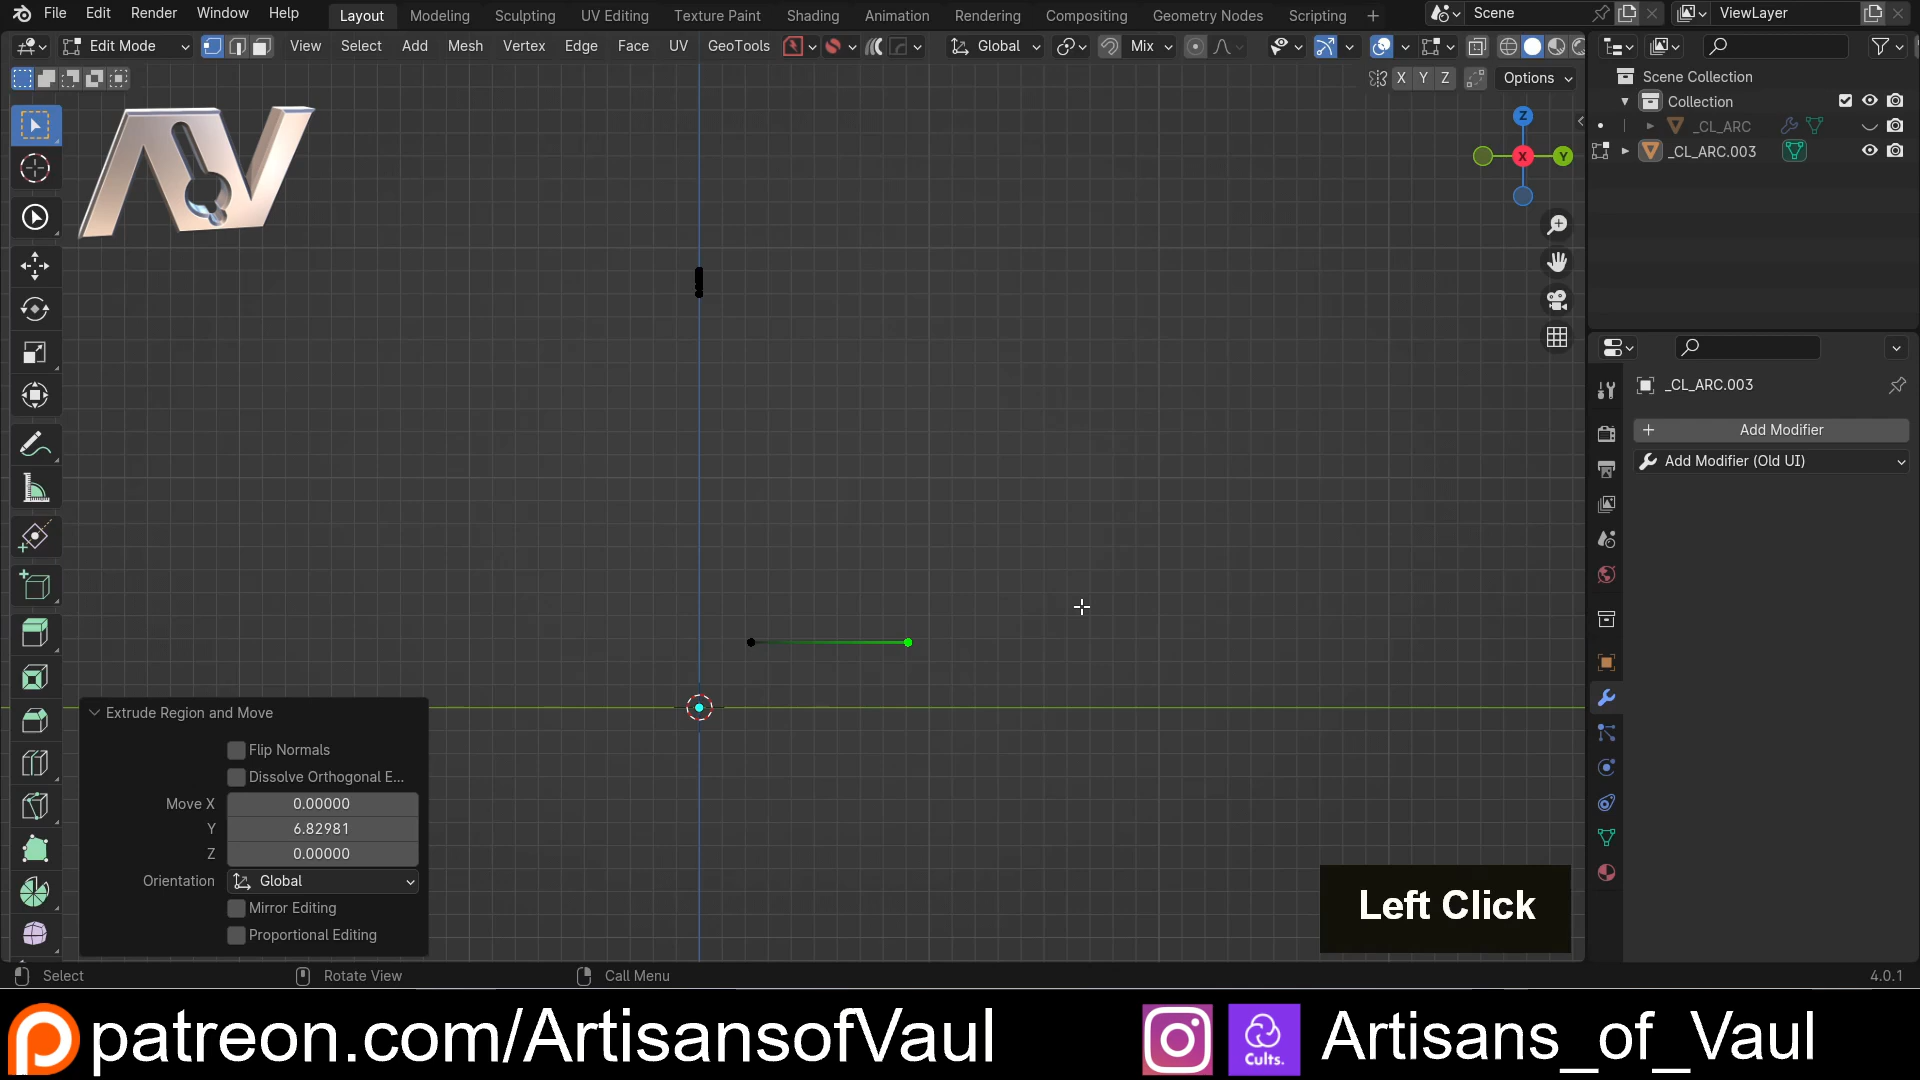 File Edit Render Window Help Layout Modeling Sculpting UV Editing Texture Paint Shading Animation Rendering Compositing Geometry Nodes Scripting Scene ViewLayer
Edit Mode View Select Add Mesh Vertex Edge Face UV GeoTools Global Mix
X Y Z Options
Scene Collection
Collection
_CL_ARC
_CL_ARC.003
Z
X
Y
_CL_ARC.003
Add Modifier
Add Modifier (Old UI)
Extrude Region and Move
Flip Normals
Dissolve Orthogonal E...
Move X 0.00000
Y 6.82981
Z 0.00000
Orientation Global
Mirror Editing
Proportional Editing
Left Click
Select Rotate View Call Menu 4.0.1
patreon.com/ArtisansofVaul Cults. Artisans_of_Vaul